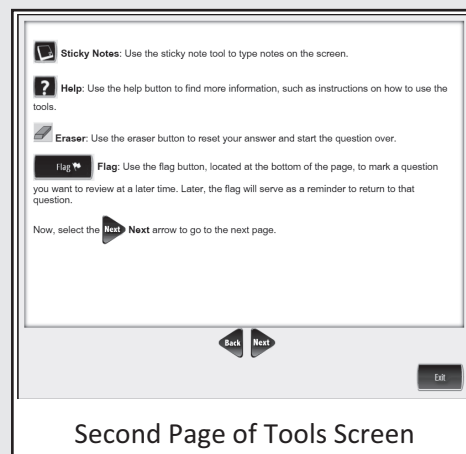 Sticky Notes: Use the sticky note tool to type notes on the screen.
? Help: Use the help button to find more information, such as instructions on how to use the
tools.
Eraser: Use the eraser button to reset your answer and start the question over.
Flag Flag: Use the flag button, located at the bottom of the page, to mark a question
you want to review at a later time. Later, the flag will serve as a reminder to return to that
question.
Now, select the Next Next arrow to go to the next page.
Back Next
Exit
Second Page of Tools Screen